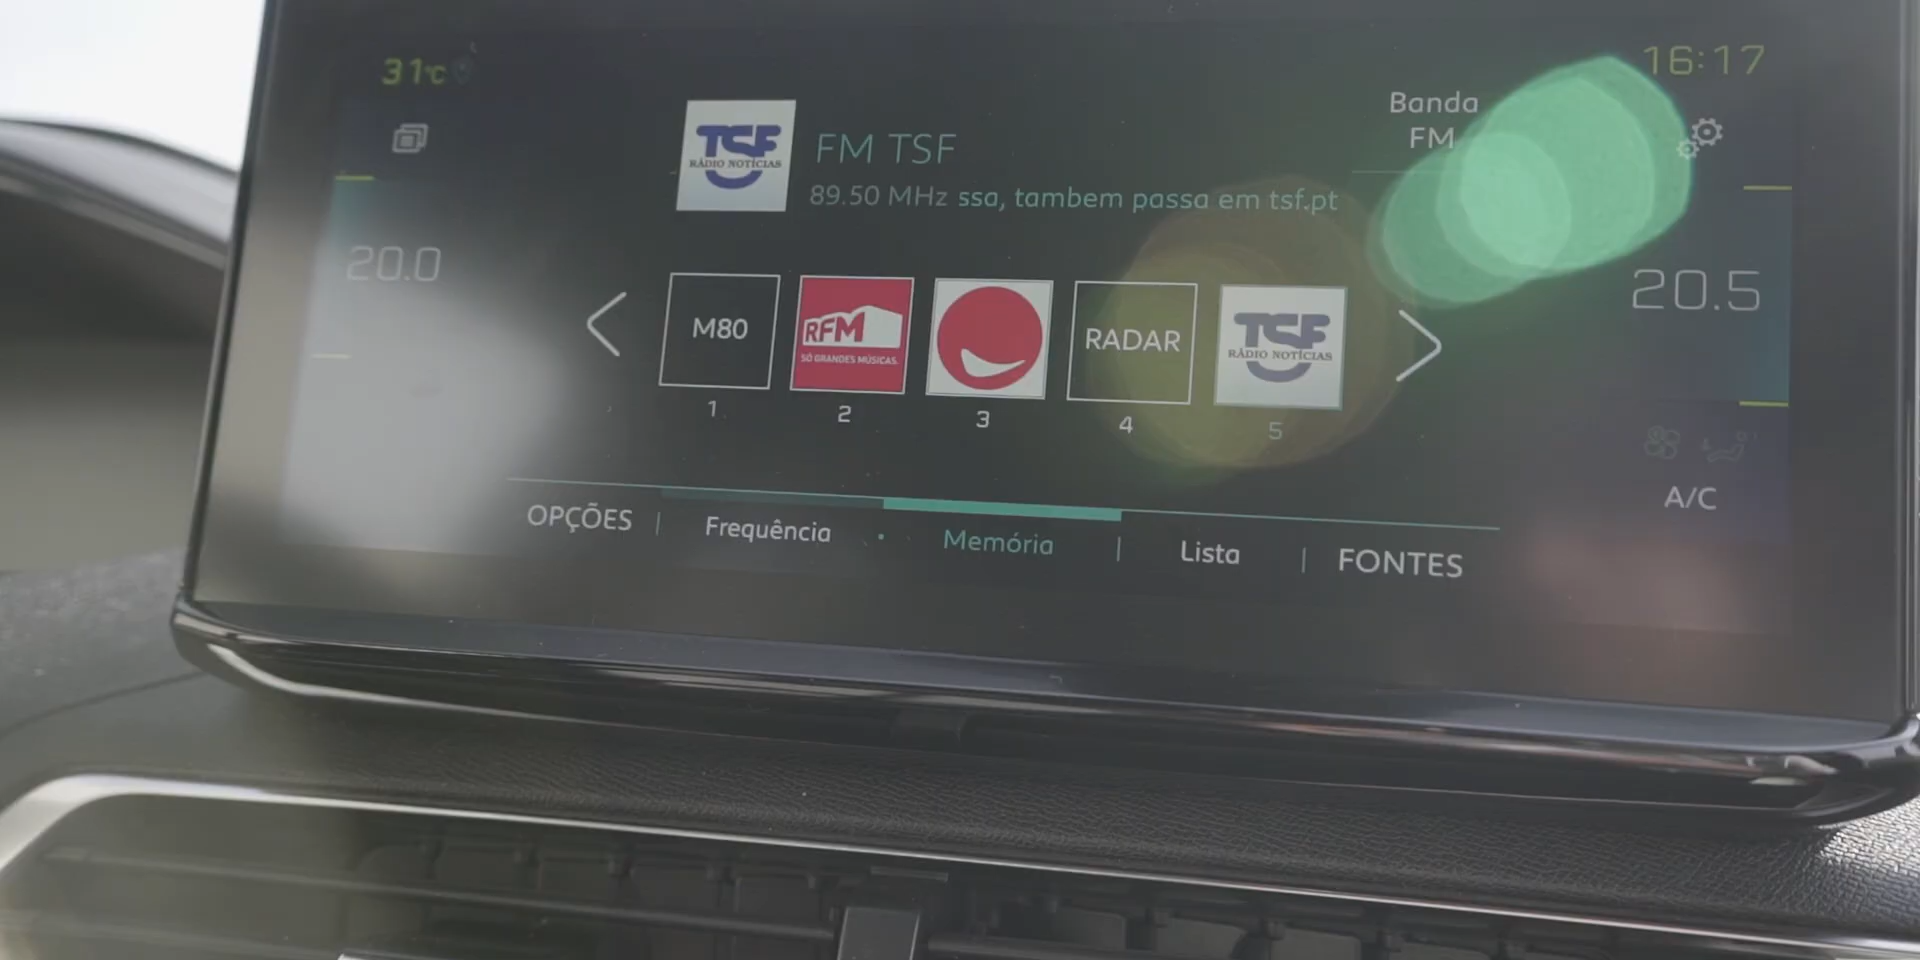 31°C
16:17
Banda
FM
TSF
RÁDIO NOTÍCIAS
FM TSF
89.50 MHz ssa, tambem passa em tsf.pt
20.0
20.5
M80
RFM
SÓ GRANDES MÚSICAS.
RADAR
TSF
RÁDIO NOTÍCIAS
1
2
3
4
5
A/C
OPÇÕES
Frequência
Memória
Lista
FONTES